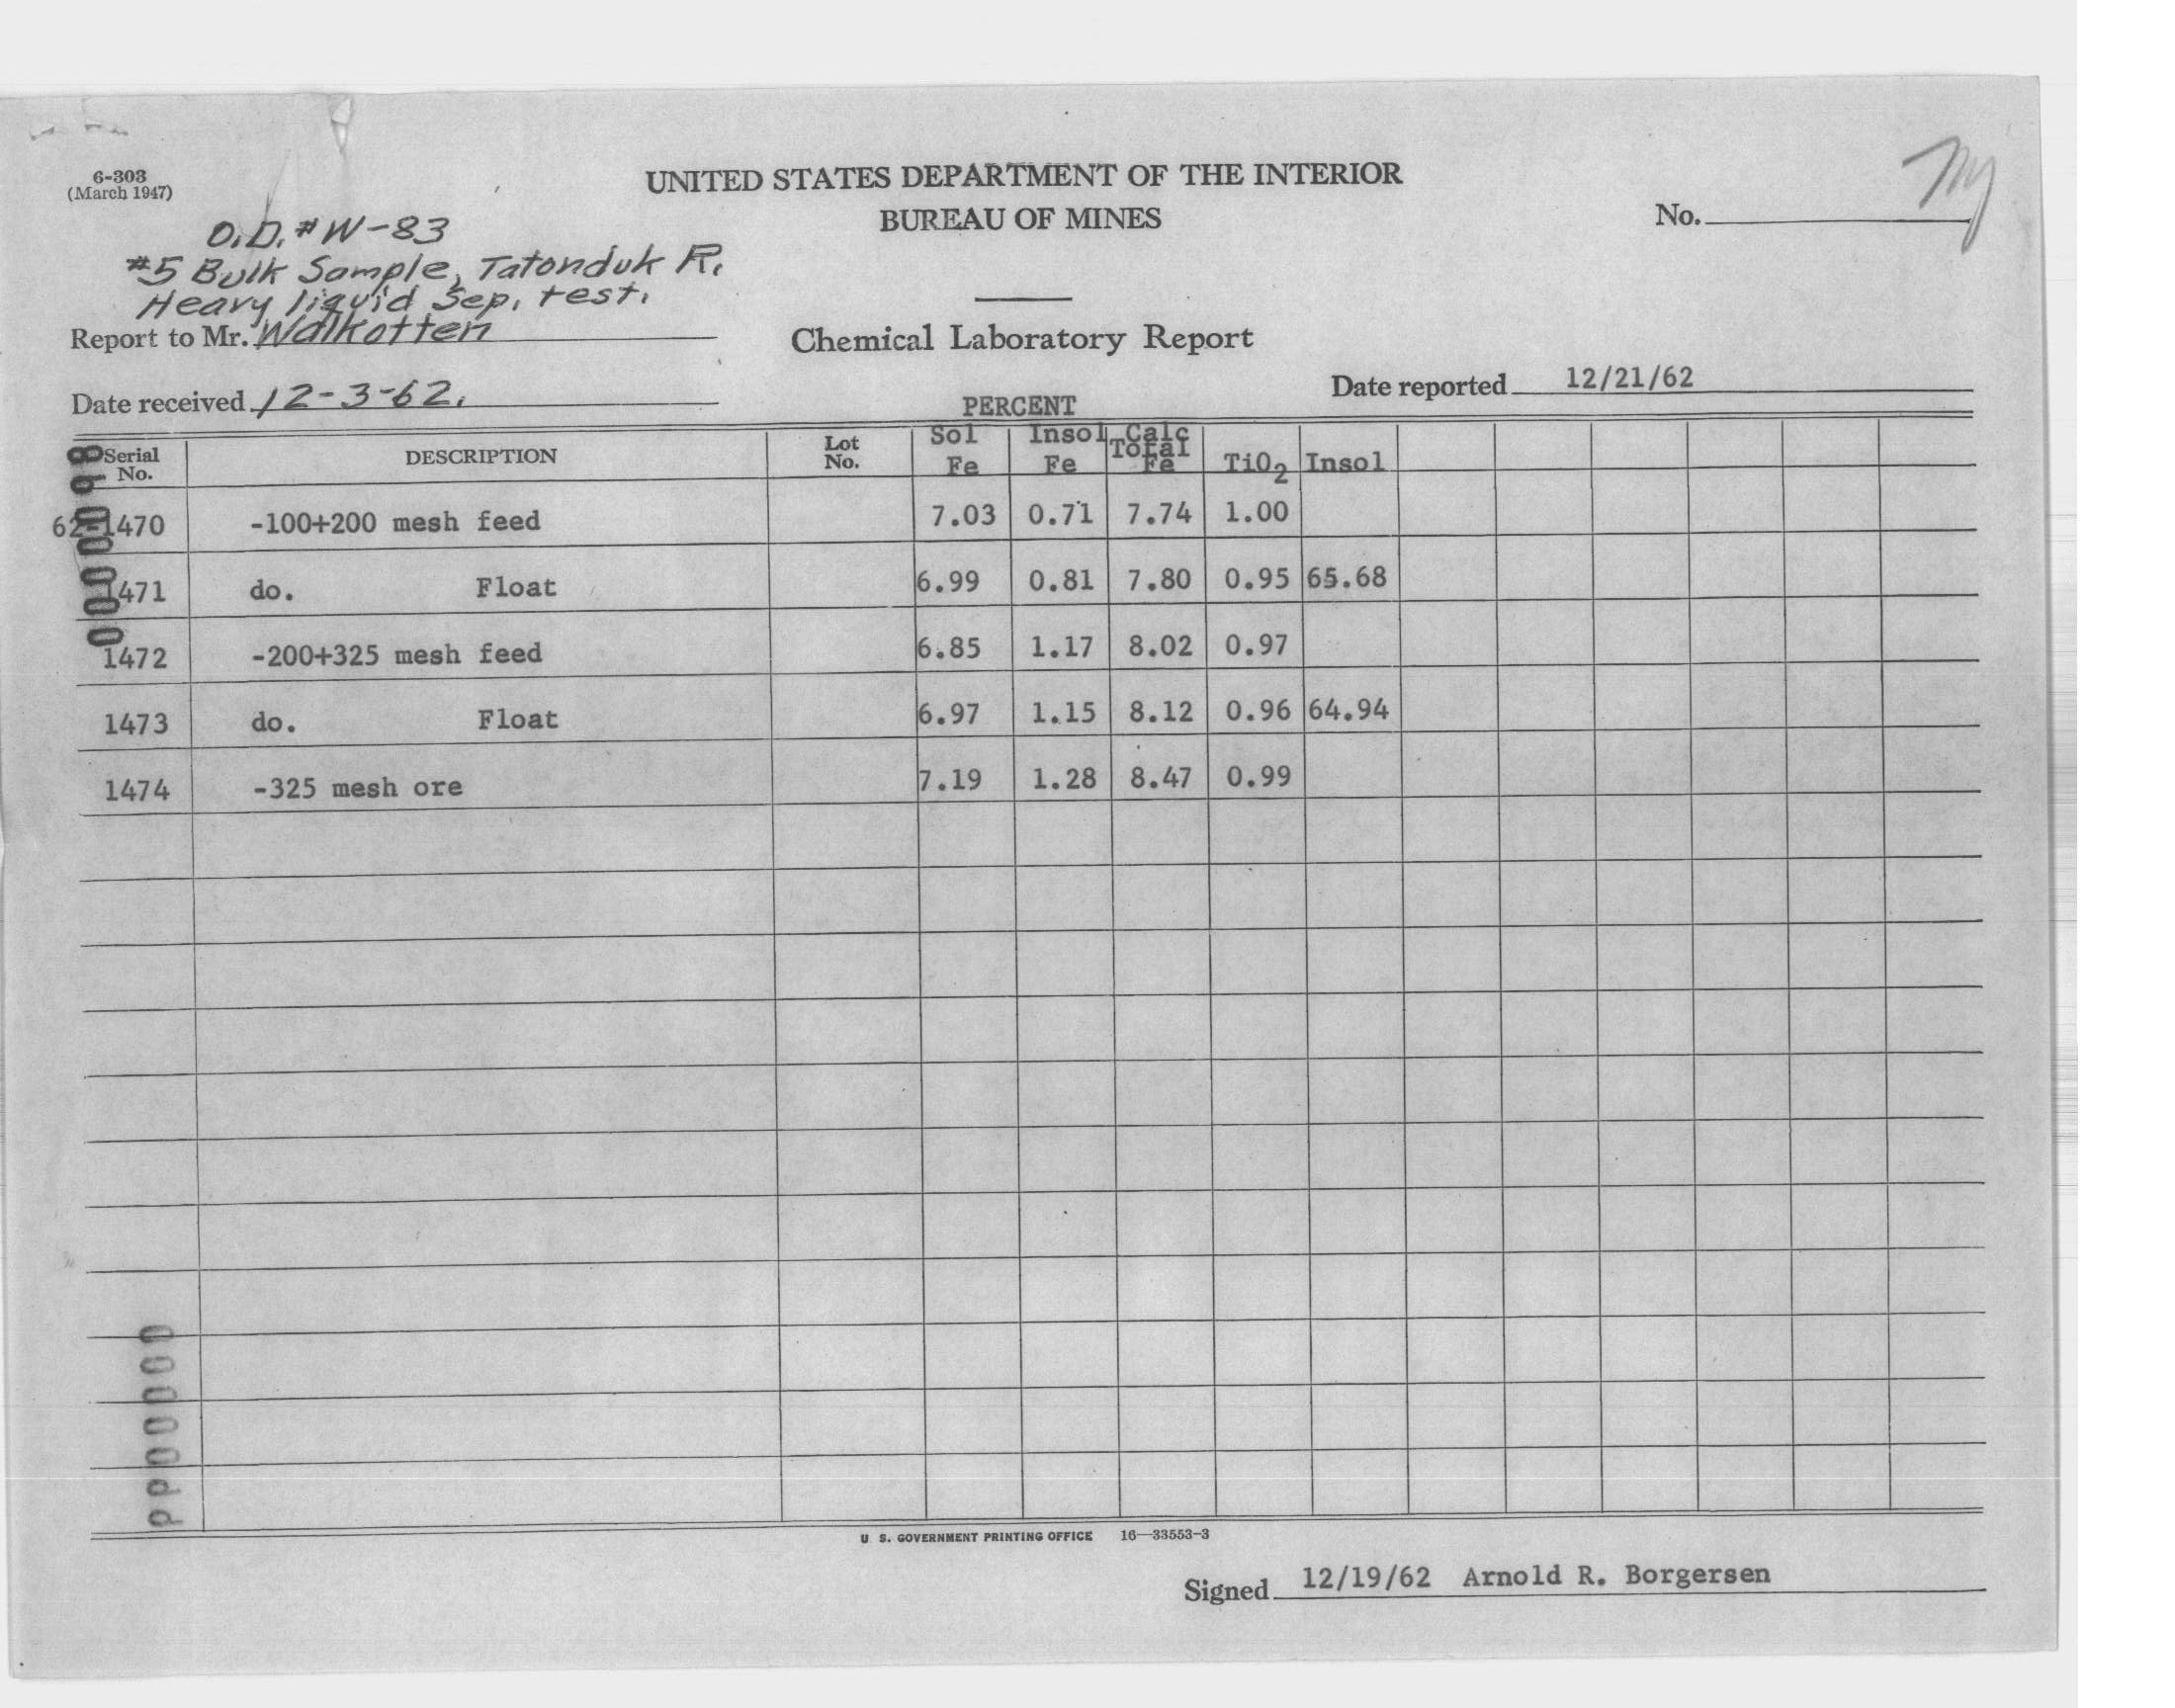 6-303
(March 1947)
UNITED STATES DEPARTMENT OF THE INTERIOR
BUREAU OF MINES
No.
O.D. #W-83
#5 Bulk Sample, Tatonduk R.
Heavy liquid Sep. test.
Report to Mr. Walkotten
Chemical Laboratory Report
Date received 12-3-62.
Date reported 12/21/62
PERCENT
Serial No. DESCRIPTION Lot No. Sol Fe Insol Fe Calc Total Fe TiO2 Insol
62-1470 -100+200 mesh feed 7.03 0.71 7.74 1.00
1471 do. Float 6.99 0.81 7.80 0.95 65.68
1472 -200+325 mesh feed 6.85 1.17 8.02 0.97
1473 do. Float 6.97 1.15 8.12 0.96 64.94
1474 -325 mesh ore 7.19 1.28 8.47 0.99
00000098
PP00000
U S. GOVERNMENT PRINTING OFFICE 16—33553-3
Signed 12/19/62 Arnold R. Borgersen